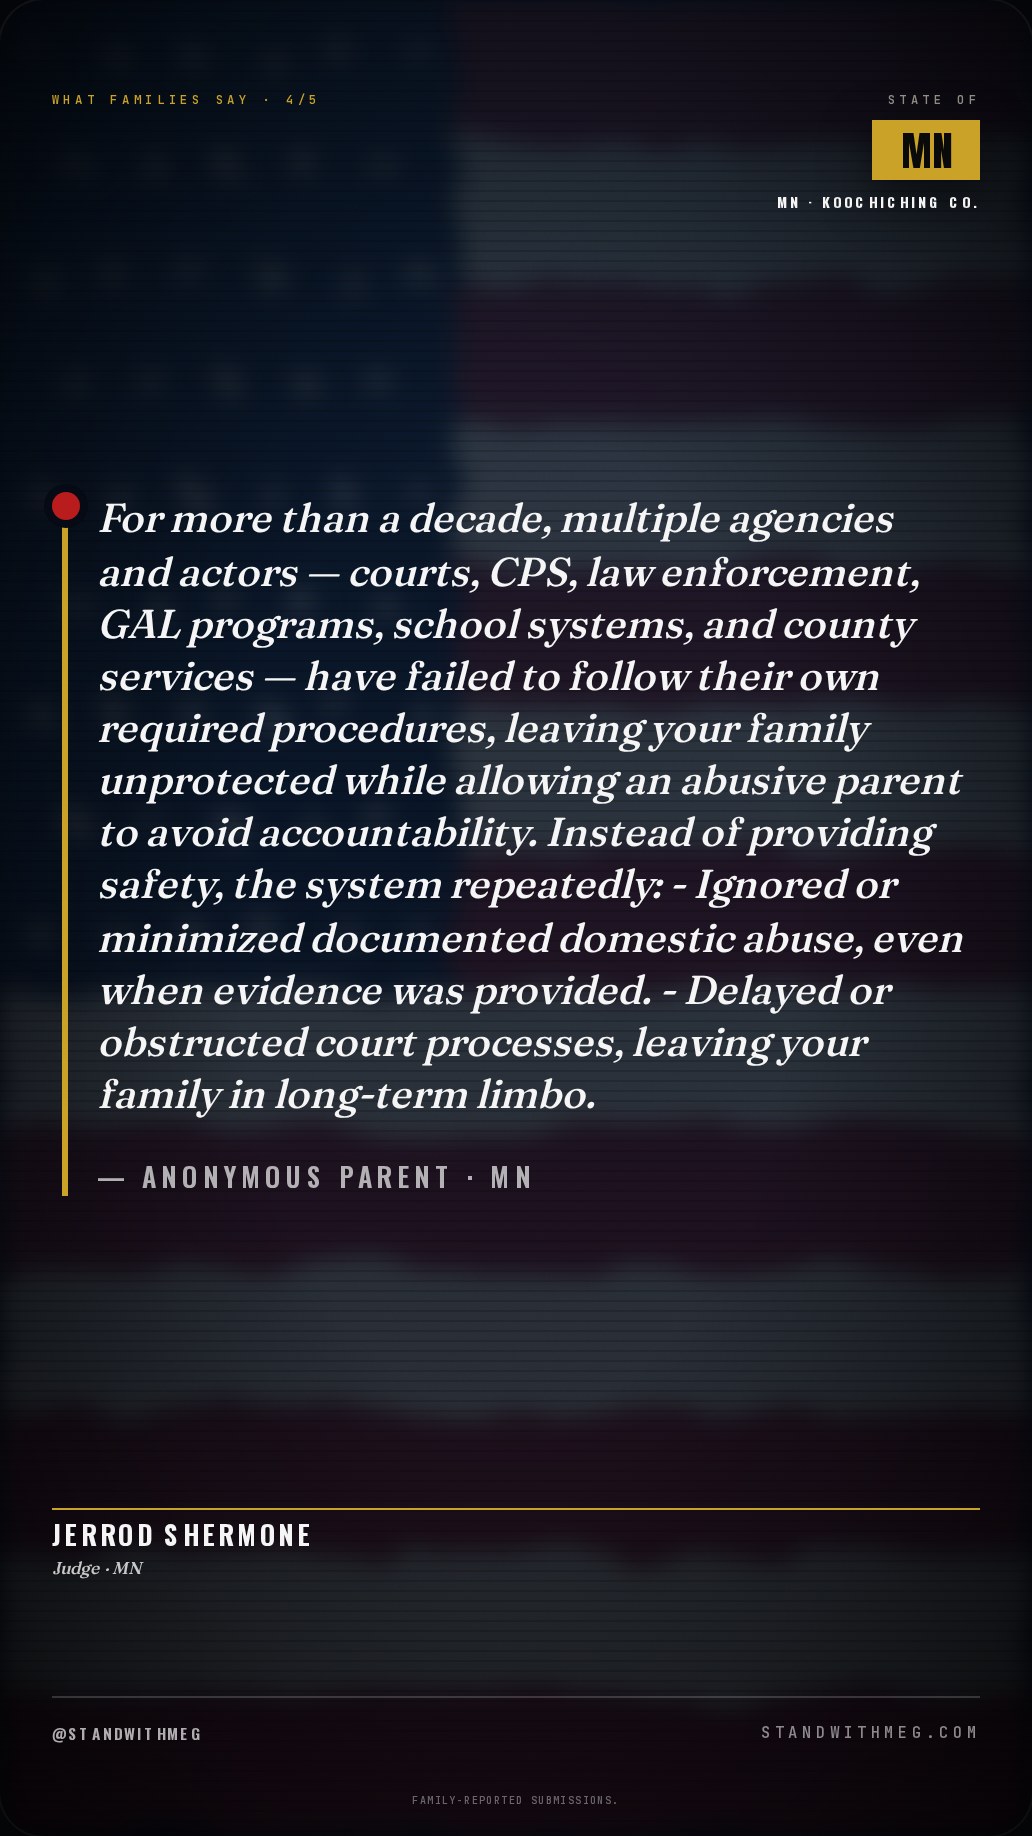 WHAT FAMILIES SAY · 4/5
STATE OF
MN
MN · KOOCHICHING CO.
For more than a decade, multiple agencies
and actors — courts, CPS, law enforcement,
GAL programs, school systems, and county
services — have failed to follow their own
required procedures, leaving your family
unprotected while allowing an abusive parent
to avoid accountability. Instead of providing
safety, the system repeatedly: - Ignored or
minimized documented domestic abuse, even
when evidence was provided. - Delayed or
obstructed court processes, leaving your
family in long-term limbo.
— ANONYMOUS PARENT · MN
JERROD SHERMONE
Judge · MN
@STANDWITHMEG
STANDWITHMEG.COM
FAMILY-REPORTED SUBMISSIONS.